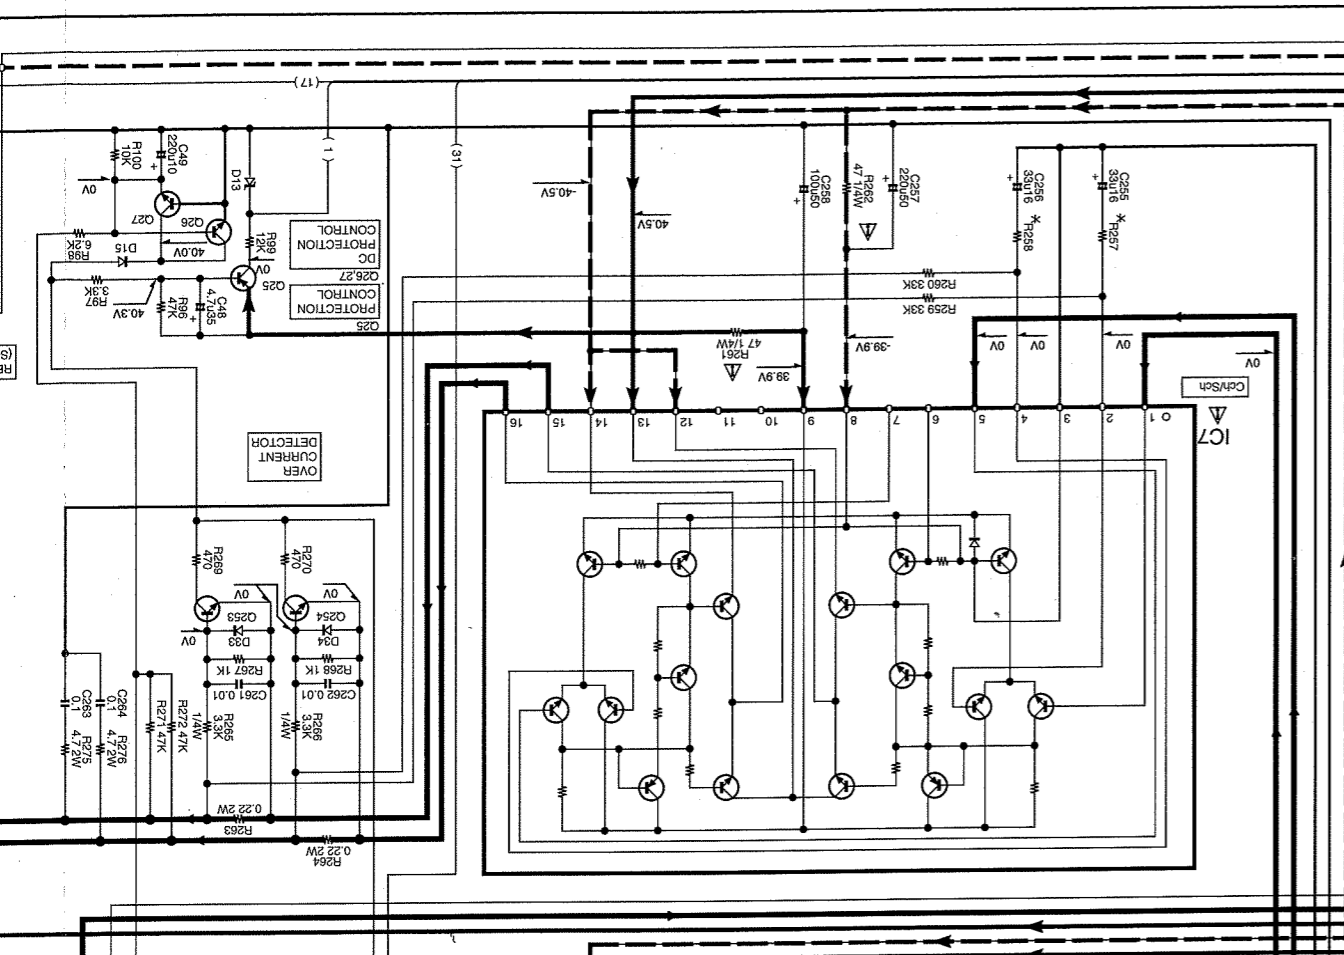 (17)
(1)
(31)
R100
10K
C49
220u10
+
0V
D13
Q27
Q26
R98
6.2K
D15
40.0V
R99
12K
0V
Q25
R97
3.3K
40.3V
R96
47K
C48
4.7u35
+
Q26,27
DC
PROTECTION
CONTROL
Q25
PROTECTION
CONTROL
-40.5V
40.5V
C258
100u50
+
R262
47 1/4W
C257
220u50
+
C256
33u16
+
*
R258
C255
33u16
+
*
R257
R260 33K
R259 33K
R261
47 1/4W
39.9V
-39.9V
0V
0V
0V
0V
Cch/Sch
IC7
1
2
3
4
5
6
7
8
9
10
11
12
13
14
15
16
OVER
CURRENT
DETECTOR
R269
470
R270
470
0V
0V
Q253
Q254
0V
D33
D34
R267 1K
R268 1K
C261 0.01
C262 0.01
R265
3.3K
1/4W
R266
3.3K
1/4W
C263
0.1
C264
0.1
R271 47K
R272 47K
R275
4.7 2W
R276
4.7 2W
R263
0.22 2W
R264
0.22 2W